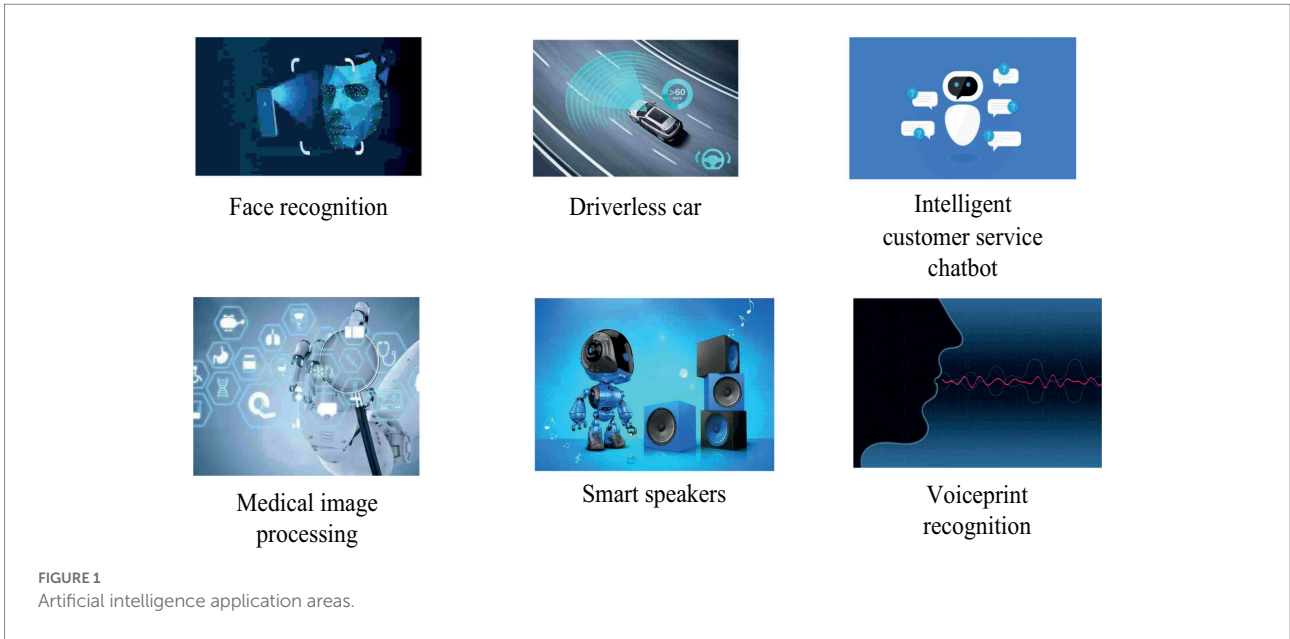 >60
Face recognition
Driverless car
Intelligent
customer service
chatbot
Medical image
processing
Smart speakers
Voiceprint
recognition
FIGURE 1
Artificial intelligence application areas.